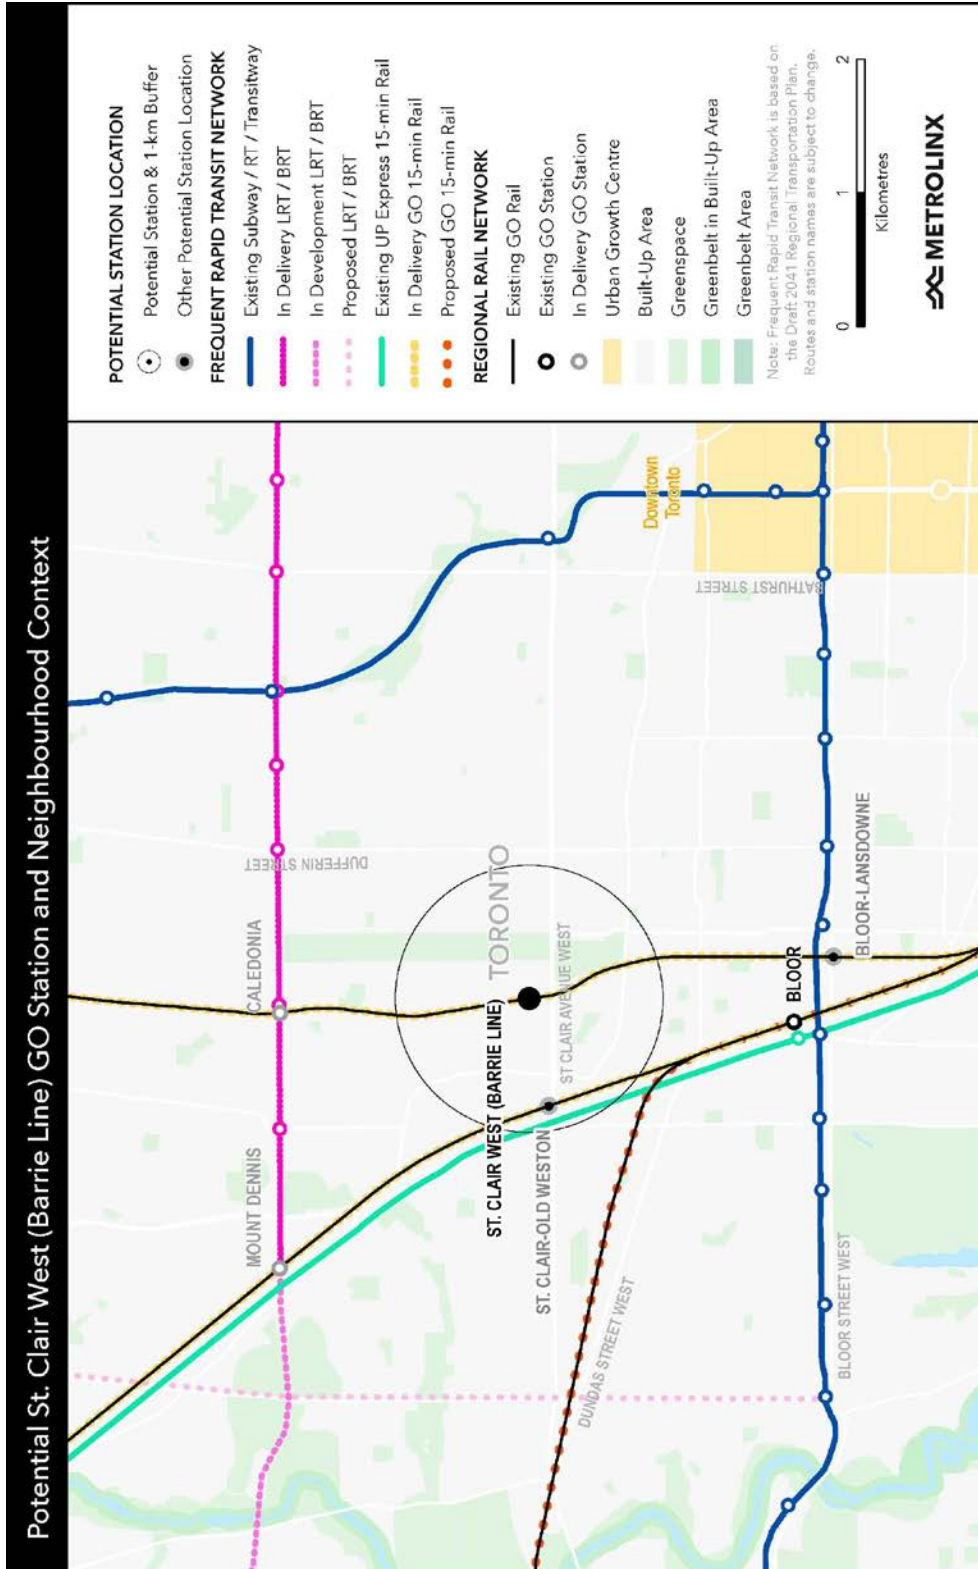 Potential St. Clair West (Barrie Line) GO Station and Neighbourhood Context
MOUNT DENNIS
CALEDONIA
DUFFERIN STREET
TORONTO
ST. CLAIR WEST (BARRIE LINE)
ST CLAIR AVENUE WEST
ST. CLAIR-OLD WESTON
DUNDAS STREET WEST
Downtown
Toronto
BATHURST STREET
BLOOR
BLOOR-LANSDOWNE
BLOOR STREET WEST
POTENTIAL STATION LOCATION
Potential Station & 1-km Buffer
Other Potential Station Location
FREQUENT RAPID TRANSIT NETWORK
Existing Subway / RT / Transitway
In Delivery LRT / BRT
In Development LRT / BRT
Proposed LRT / BRT
Existing UP Express 15-min Rail
In Delivery GO 15-min Rail
Proposed GO 15-min Rail
REGIONAL RAIL NETWORK
Existing GO Rail
Existing GO Station
In Delivery GO Station
Urban Growth Centre
Built-Up Area
Greenspace
Greenbelt in Built-Up Area
Greenbelt Area
Note: Frequent Rapid Transit Network is based on
the Draft 2041 Regional Transportation Plan.
Routes and station names are subject to change.
0 1 2
Kilometres
METROLINX